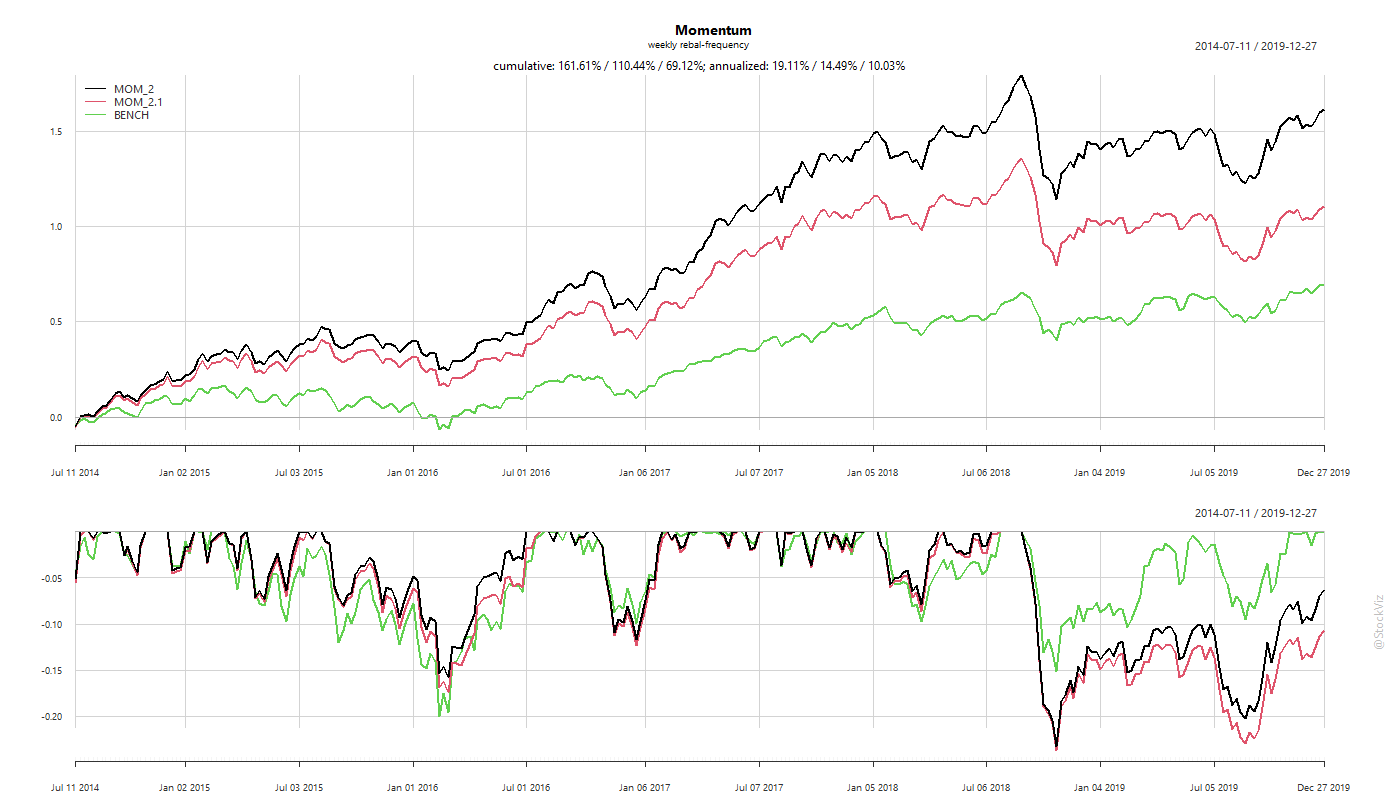 Momentum
weekly rebal-frequency
2014-07-11 / 2019-12-27
cumulative: 161.61% / 110.44% / 69.12%; annualized: 19.11% / 14.49% / 10.03%
MOM_2
MOM_2.1
BENCH
1.5
1.0
0.5
0.0
Jul 11 2014 Jan 02 2015 Jul 03 2015 Jan 01 2016 Jul 01 2016 Jan 06 2017 Jul 07 2017 Jan 05 2018 Jul 06 2018 Jan 04 2019 Jul 05 2019 Dec 27 2019
2014-07-11 / 2019-12-27
-0.05
-0.10
-0.15
-0.20
Jul 11 2014 Jan 02 2015 Jul 03 2015 Jan 01 2016 Jul 01 2016 Jan 06 2017 Jul 07 2017 Jan 05 2018 Jul 06 2018 Jan 04 2019 Jul 05 2019 Dec 27 2019
@StockViz